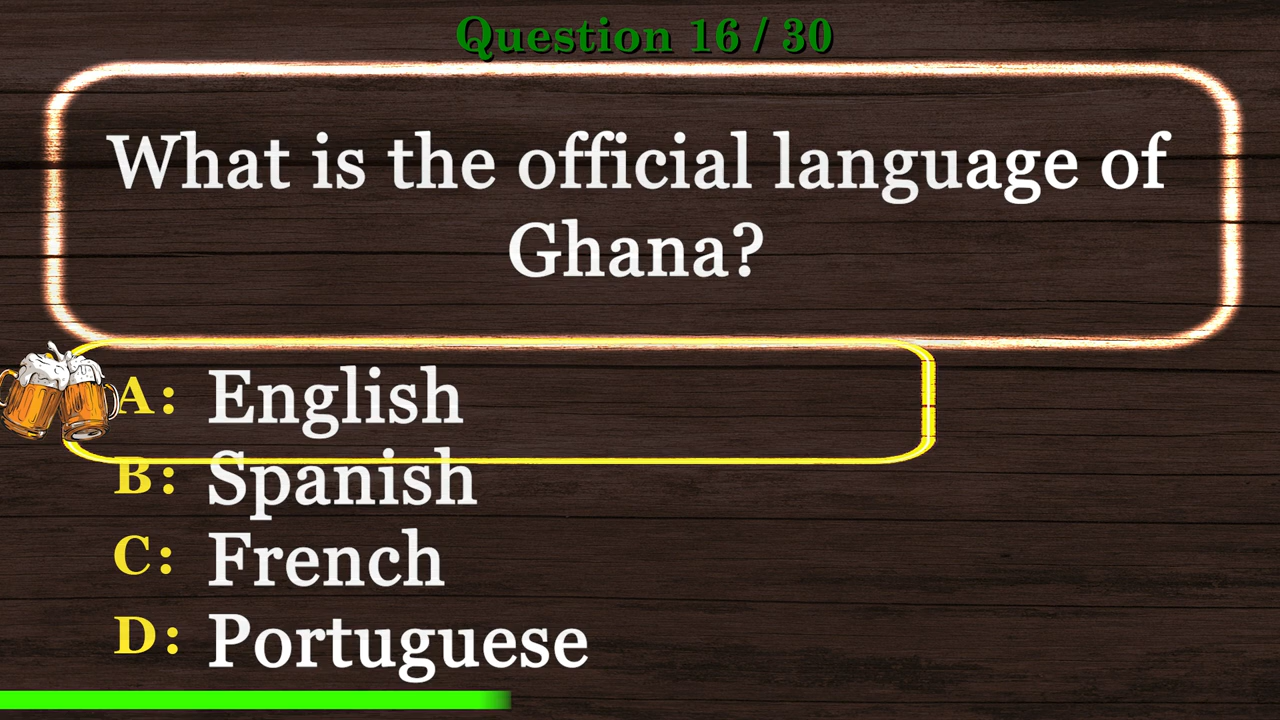 Question 16 / 30
What is the official language of
Ghana?
A: English
B: Spanish
C: French
D: Portuguese